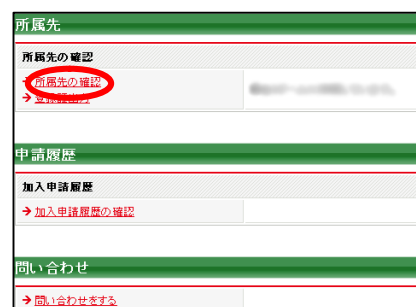 所属先
所属先の確認
➔ 所属先の確認
➔
申請履歴
加入申請履歴
➔ 加入申請履歴の確認
問い合わせ
➔ 問い合わせをする